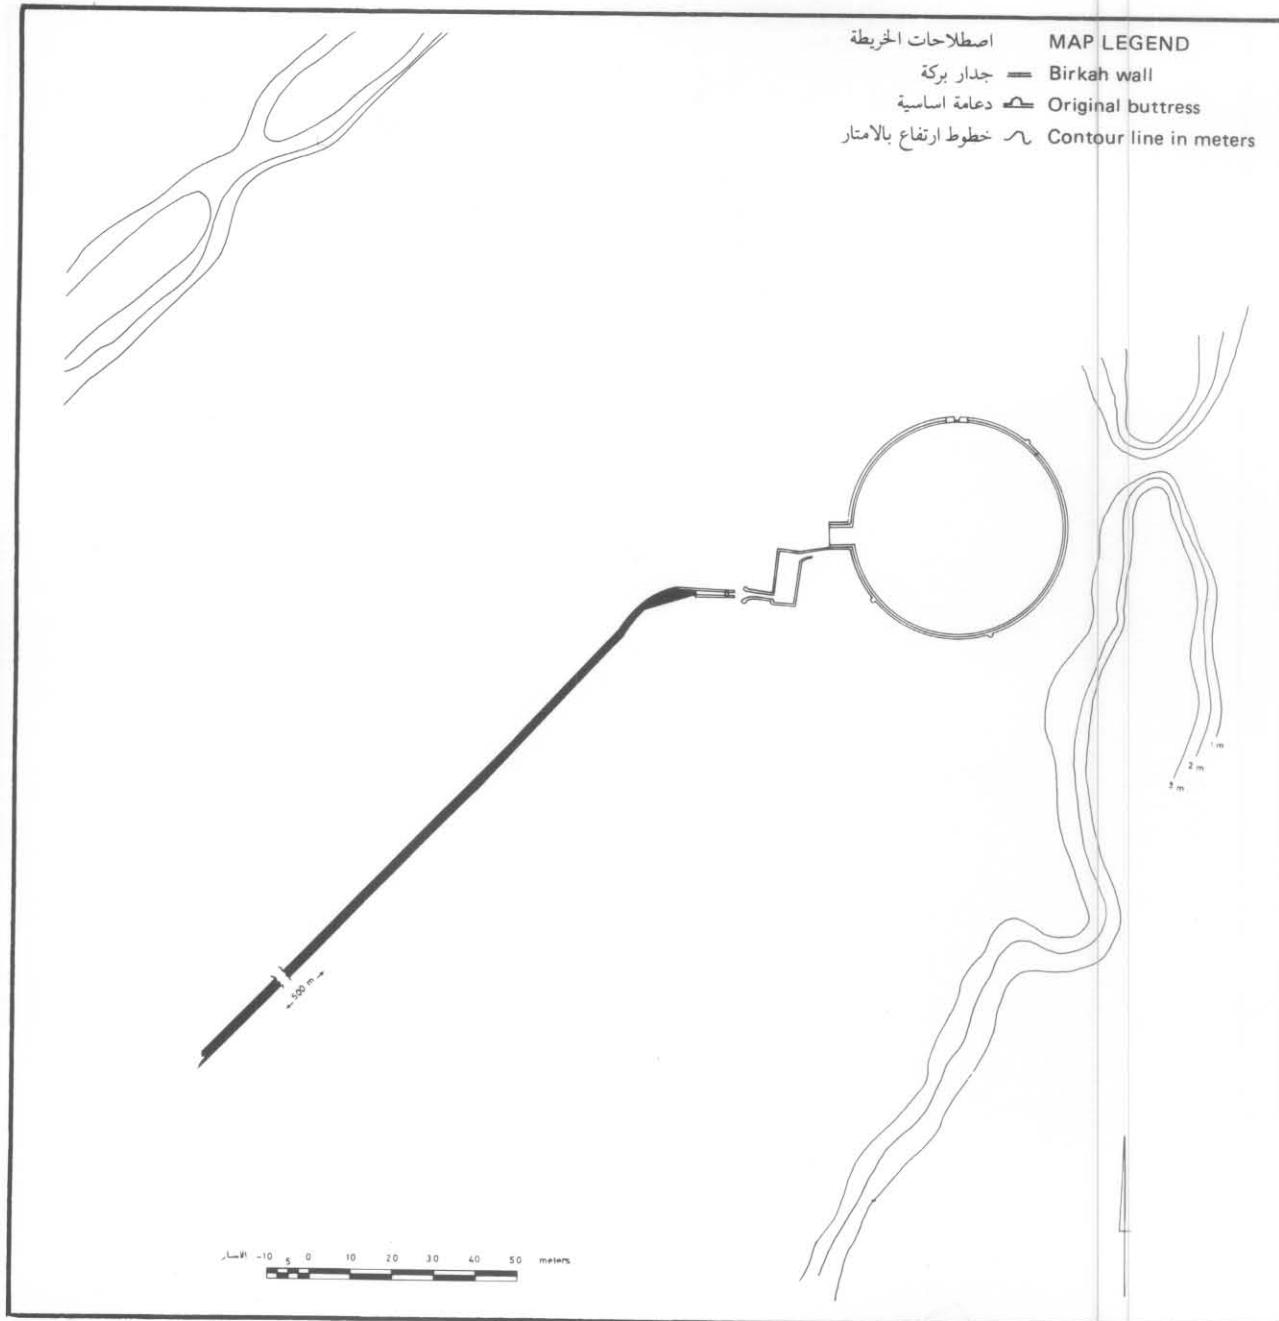 اصطلاحات الخريطة MAP LEGEND
جدار بركة Birkah wall
دعامة اساسية Original buttress
خطوط ارتفاع بالامتار Contour line in meters
1 m
2 m
3 m
← 500 m →
-10 5 0 10 20 30 40 50 meters